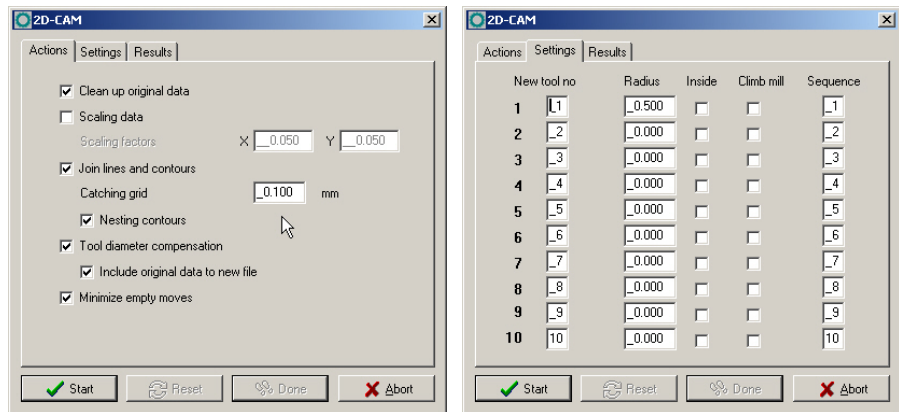 2D-CAM
Actions Settings Results
Clean up original data
Scaling data
Scaling factors X __0.050 Y __0.050
Join lines and contours
Catching grid _0.100 mm
Nesting contours
Tool diameter compensation
Include original data to new file
Minimize empty moves
Start Reset Done Abort
2D-CAM
Actions Settings Results
New tool no Radius Inside Climb mill Sequence
1 _1 _0.500 _1
2 _2 _0.000 _2
3 _3 _0.000 _3
4 _4 _0.000 _4
5 _5 _0.000 _5
6 _6 _0.000 _6
7 _7 _0.000 _7
8 _8 _0.000 _8
9 _9 _0.000 _9
10 10 _0.000 10
Start Reset Done Abort